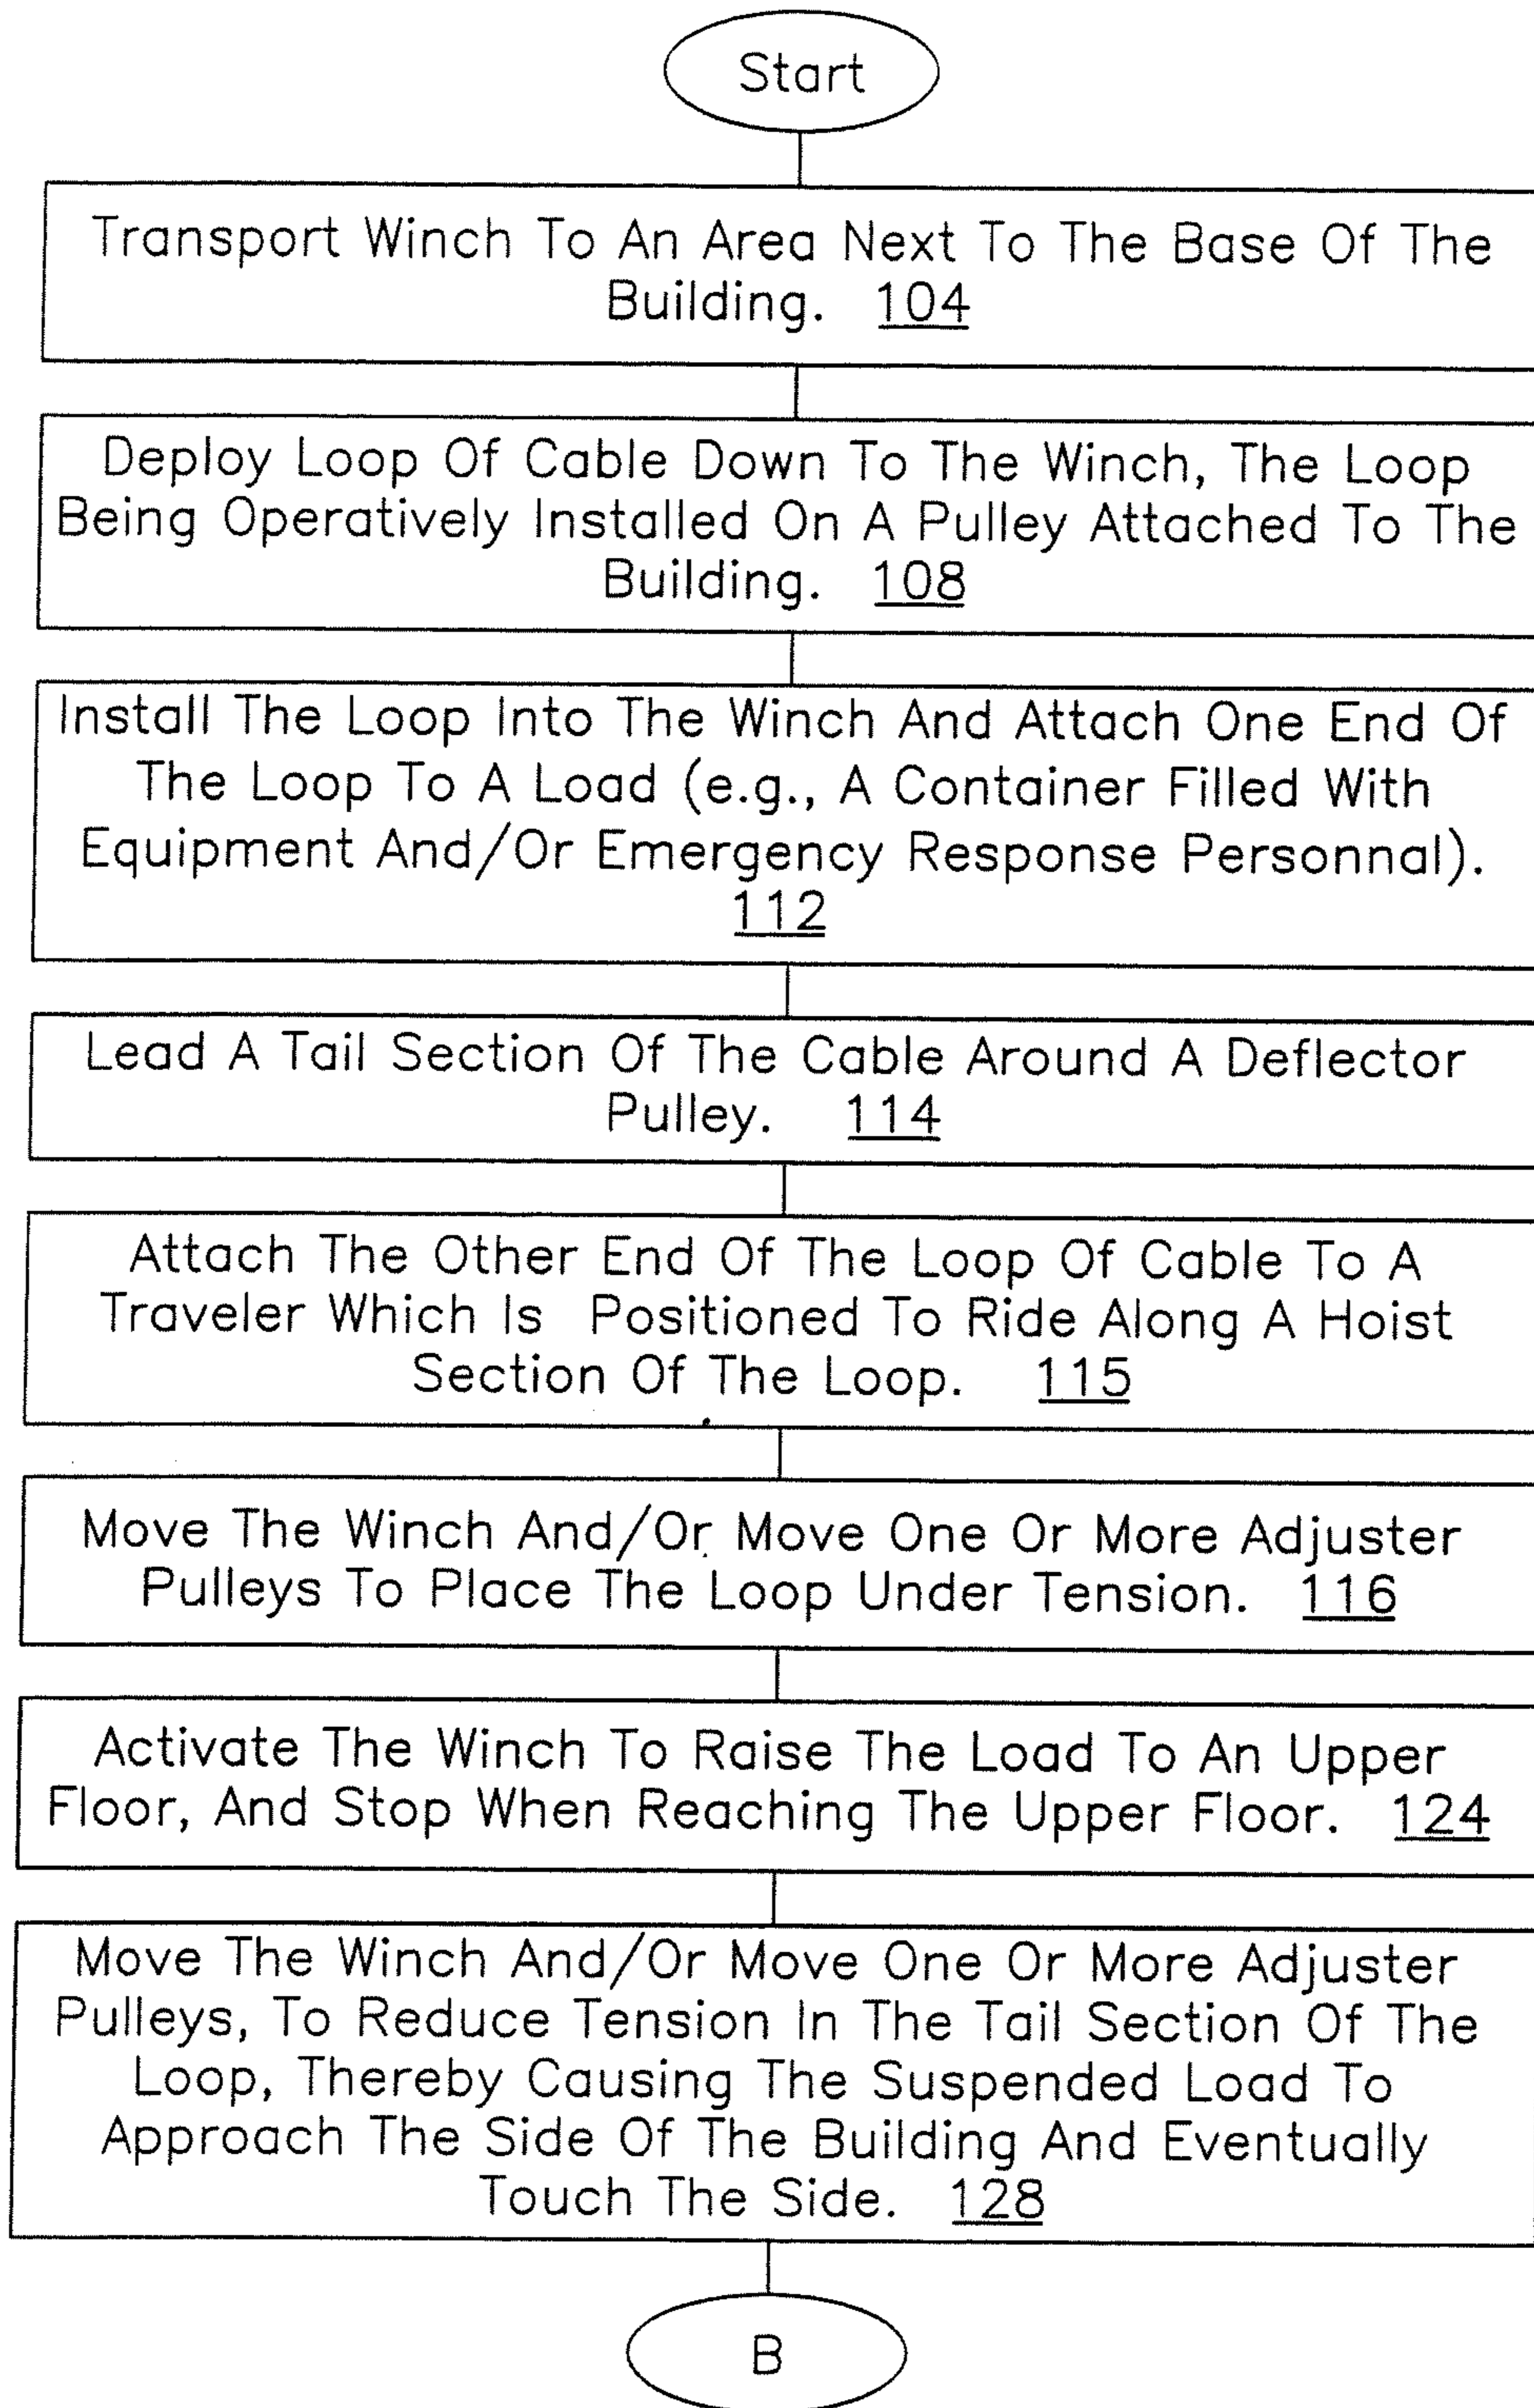 Start
Transport Winch To An Area Next To The Base Of The
Building. 104
Deploy Loop Of Cable Down To The Winch, The Loop
Being Operatively Installed On A Pulley Attached To The
Building. 108
Install The Loop Into The Winch And Attach One End Of
The Loop To A Load (e.g., A Container Filled With
Equipment And/Or Emergency Response Personnal).
112
Lead A Tail Section Of The Cable Around A Deflector
Pulley. 114
Attach The Other End Of The Loop Of Cable To A
Traveler Which Is Positioned To Ride Along A Hoist
Section Of The Loop. 115
Move The Winch And/Or Move One Or More Adjuster
Pulleys To Place The Loop Under Tension. 116
Activate The Winch To Raise The Load To An Upper
Floor, And Stop When Reaching The Upper Floor. 124
Move The Winch And/Or Move One Or More Adjuster
Pulleys, To Reduce Tension In The Tail Section Of The
Loop, Thereby Causing The Suspended Load To
Approach The Side Of The Building And Eventually
Touch The Side. 128
B